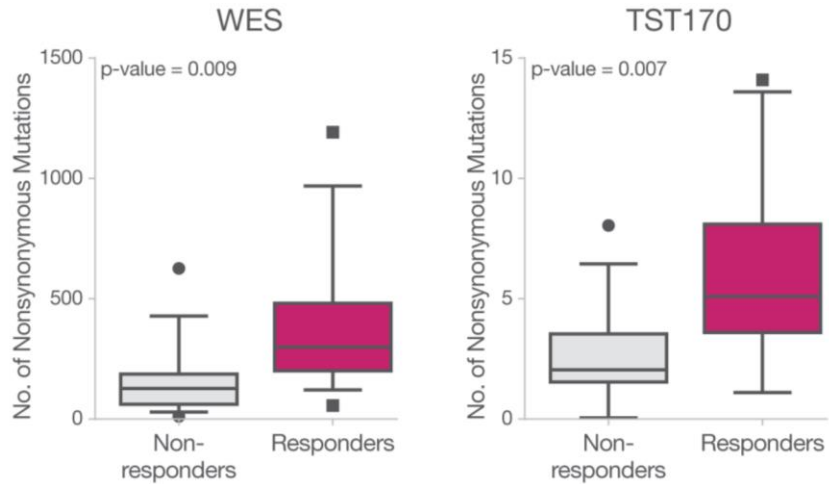 WES
p-value = 0.009
No. of Nonsynonymous Mutations
1500
1000
500
0
Non-
responders
Responders
TST170
p-value = 0.007
No. of Nonsynonymous Mutations
15
10
5
0
Non-
responders
Responders